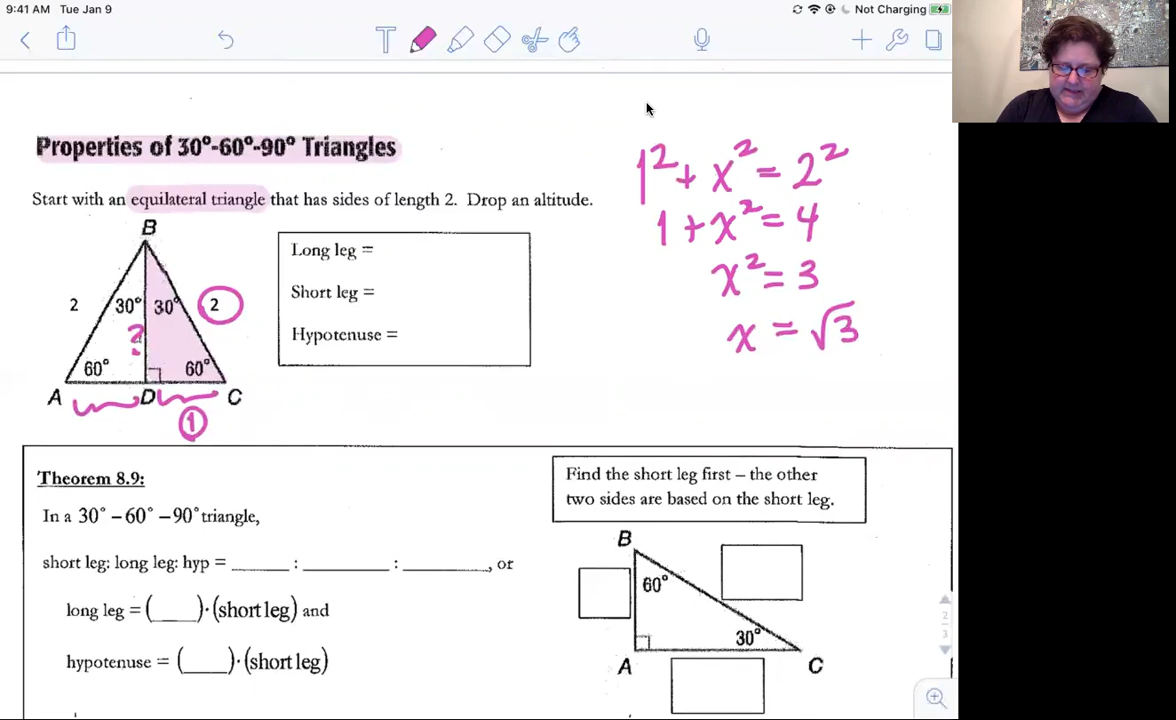 9:41 AM Tue Jan 9
Not Charging
T
Properties of 30°-60°-90° Triangles
Start with an equilateral triangle that has sides of length 2. Drop an altitude.
B
2
30°
30°
2
?
60°
60°
A
D
C
1
Long leg =
Short leg =
Hypotenuse =
1² + x² = 2²
1 + x² = 4
x² = 3
x = √3
Theorem 8.9:
In a 30° – 60° – 90° triangle,
short leg: long leg: hyp = ______ : ________ : ________, or
long leg = (____) · (short leg) and
hypotenuse = (____) · (short leg)
Find the short leg first – the other
two sides are based on the short leg.
B
60°
30°
A
C
2
3